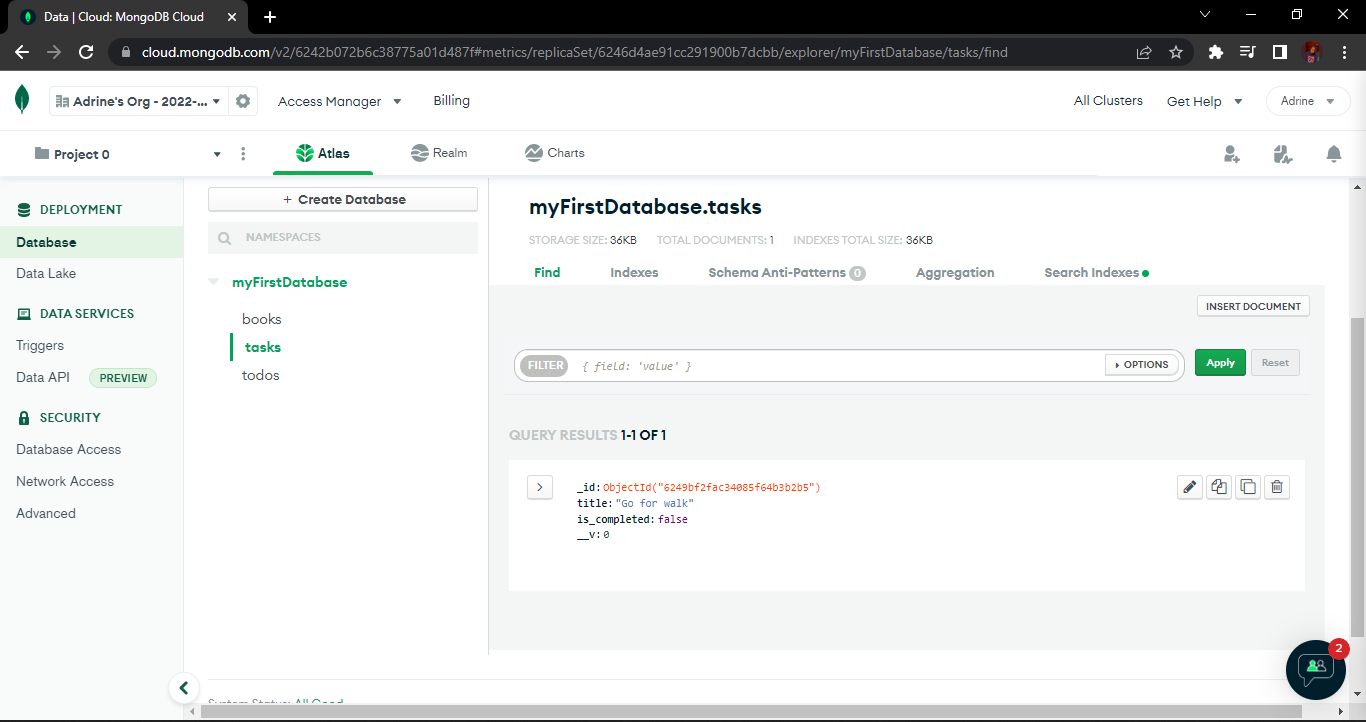 Data | Cloud: MongoDB Cloud
cloud.mongodb.com/v2/6242b072b6c38775a01d487f#metrics/replicaSet/6246d4ae91cc291900b7dcbb/explorer/myFirstDatabase/tasks/find
Adrine's Org - 2022-...
Access Manager
Billing
All Clusters
Get Help
Adrine
Project 0
Atlas
Realm
Charts
DEPLOYMENT
Database
Data Lake
DATA SERVICES
Triggers
Data API PREVIEW
SECURITY
Database Access
Network Access
Advanced
+ Create Database
NAMESPACES
myFirstDatabase
books
tasks
todos
myFirstDatabase.tasks
STORAGE SIZE: 36KB TOTAL DOCUMENTS: 1 INDEXES TOTAL SIZE: 36KB
Find Indexes Schema Anti-Patterns 0 Aggregation Search Indexes
INSERT DOCUMENT
FILTER { field: 'value' } OPTIONS Apply Reset
QUERY RESULTS 1-1 OF 1
_id: ObjectId("6249bf2fac34085f64b3b2b5")
title: "Go for walk"
is_completed: false
__v: 0
2
System Status: All Good